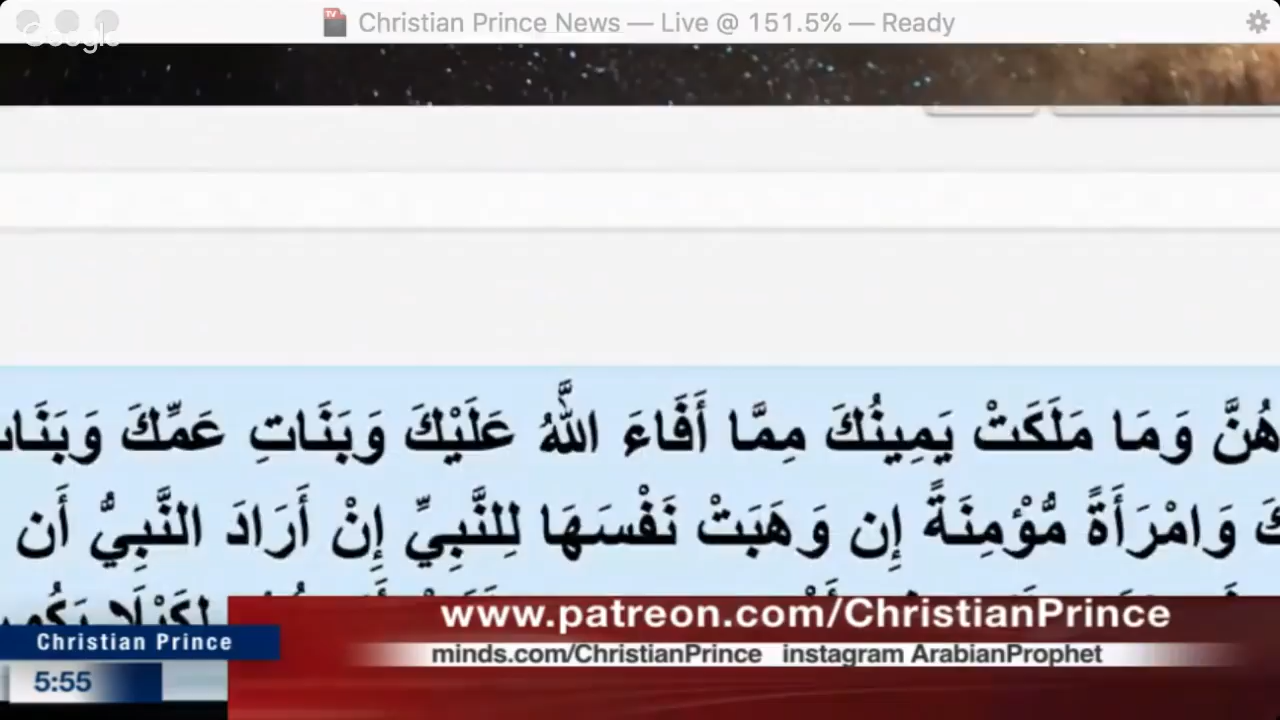 Christian Prince News — Live @ 151.5% — Ready
Google
هُنَّ وَمَا مَلَكَتْ يَمِينُكَ مِمَّا أَفَاءَ اللَّهُ عَلَيْكَ وَبَنَاتِ عَمِّكَ
وَامْرَأَةً مُّؤْمِنَةً إِن وَهَبَتْ نَفْسَهَا لِلنَّبِيِّ إِنْ أَرَادَ النَّبِيُّ أَن
www.patreon.com/ChristianPrince
Christian Prince
minds.com/ChristianPrince instagram ArabianProphet
5:55